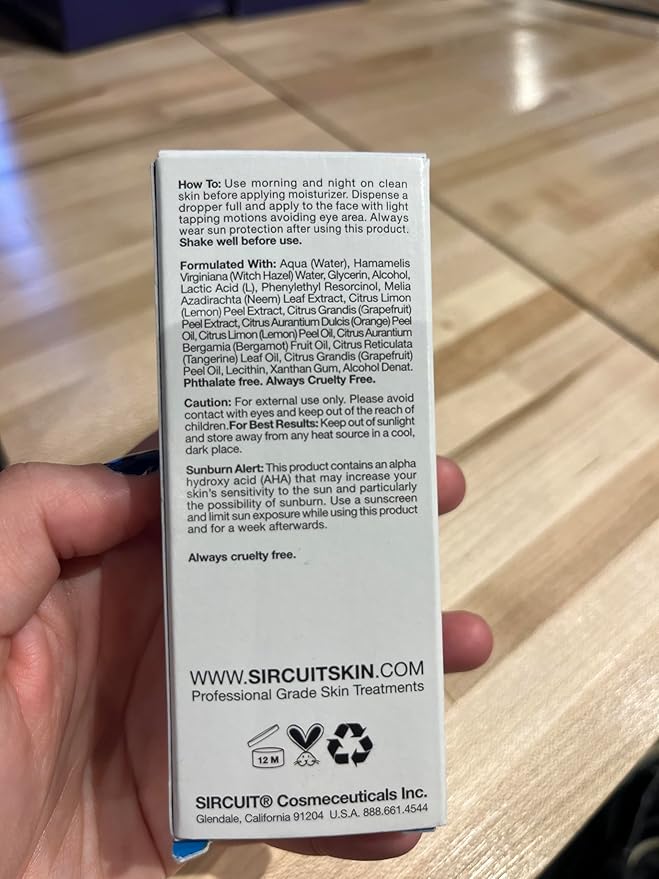 How To: Use morning and night on clean
skin before applying moisturizer. Dispense a
dropper full and apply to the face with light
tapping motions avoiding eye area. Always
wear sun protection after using this product.
Shake well before use.
Formulated With: Aqua (Water), Hamamelis
Virginiana (Witch Hazel) Water, Glycerin, Alcohol,
Lactic Acid (L), Phenylethyl Resorcinol, Melia
Azadirachta (Neem) Leaf Extract, Citrus Limon
(Lemon) Peel Extract, Citrus Grandis (Grapefruit)
Peel Extract, Citrus Aurantium Dulcis (Orange) Peel
Oil, Citrus Limon (Lemon) Peel Oil, Citrus Aurantium
Bergamia (Bergamot) Fruit Oil, Citrus Reticulata
(Tangerine) Leaf Oil, Citrus Grandis (Grapefruit)
Peel Oil, Lecithin, Xanthan Gum, Alcohol Denat.
Phthalate free. Always Cruelty Free.
Caution: For external use only. Please avoid
contact with eyes and keep out of the reach of
children.For Best Results: Keep out of sunlight
and store away from any heat source in a cool,
dark place.
Sunburn Alert: This product contains an alpha
hydroxy acid (AHA) that may increase your
skin's sensitivity to the sun and particularly
the possibility of sunburn. Use a sunscreen
and limit sun exposure while using this product
and for a week afterwards.
Always cruelty free.
WWW.SIRCUITSKIN.COM
Professional Grade Skin Treatments
12 M
SIRCUIT® Cosmeceuticals Inc.
Glendale, California 91204 U.S.A. 888.661.4544